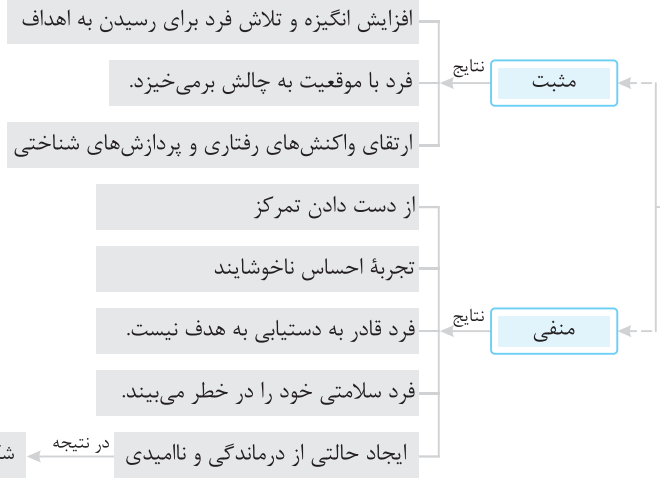 مثبت
نتایج
افزایش انگیزه و تلاش فرد برای رسیدن به اهداف
فرد با موقعیت به چالش برمی‌خیزد.
ارتقای واکنش‌های رفتاری و پردازش‌های شناختی
منفی
نتایج
از دست دادن تمرکز
تجربهٔ احساس ناخوشایند
فرد قادر به دستیابی به هدف نیست.
فرد سلامتی خود را در خطر می‌بیند.
ایجاد حالتی از درماندگی و ناامیدی
در نتیجه